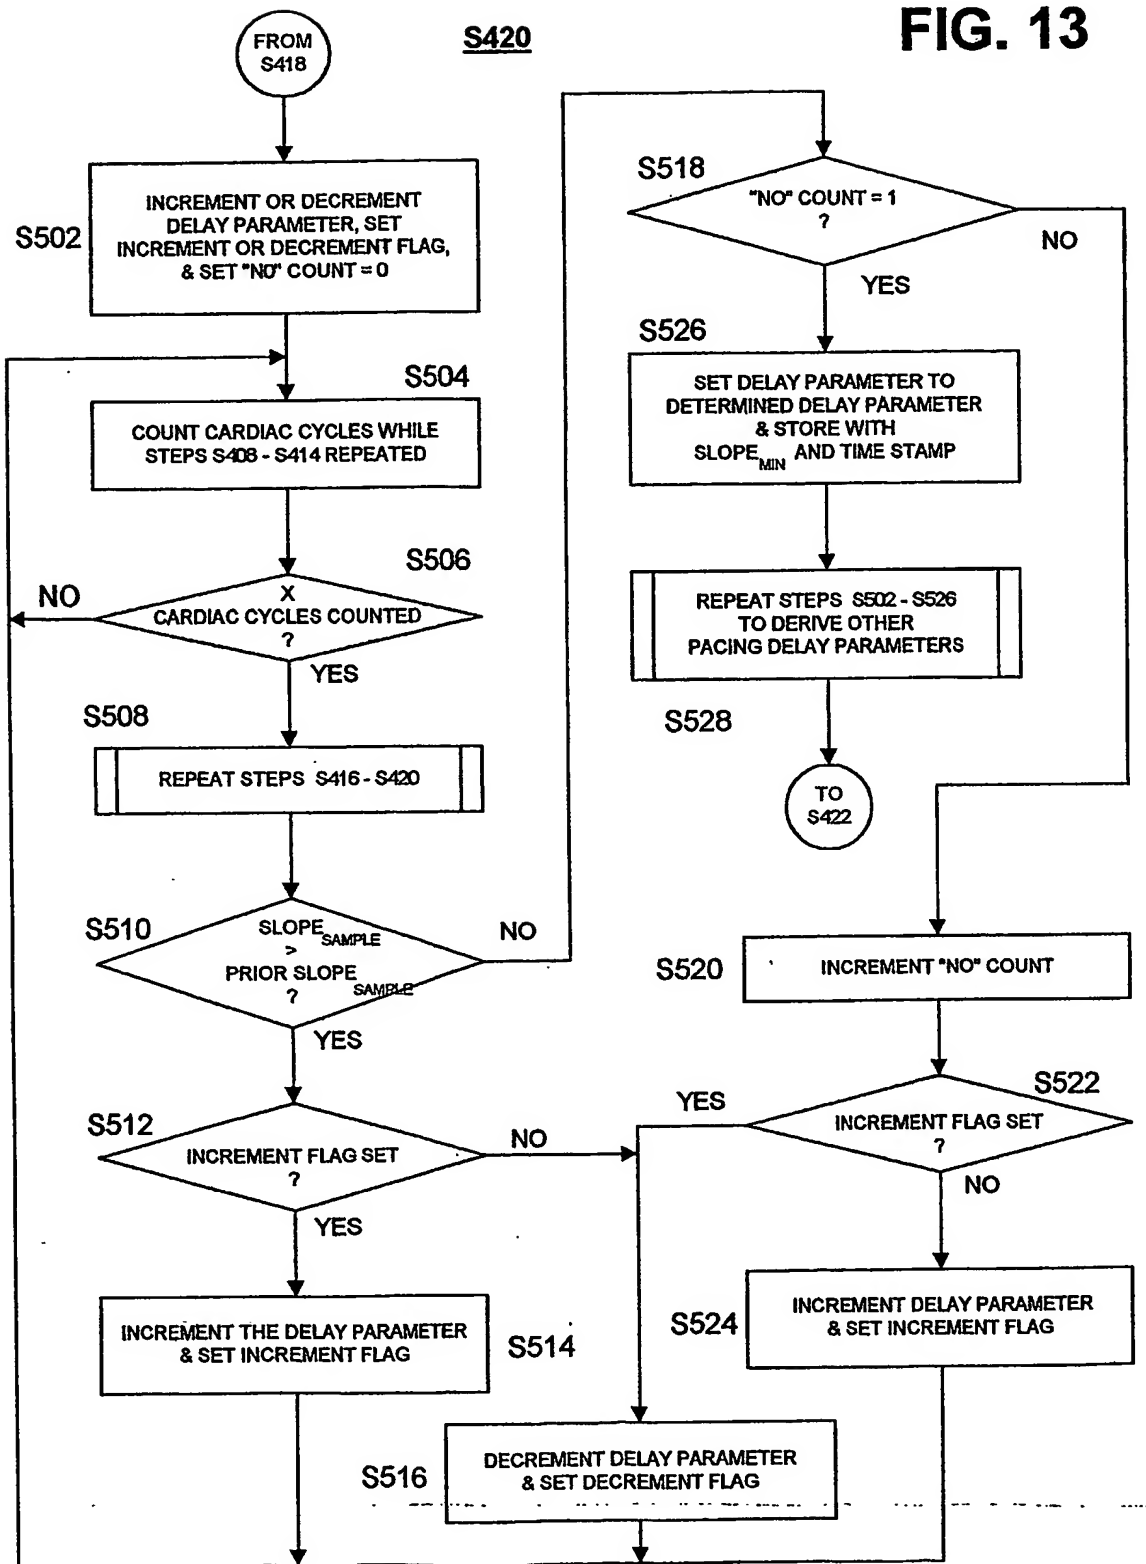 FIG. 13
S420
FROM
S418
S502
INCREMENT OR DECREMENT
DELAY PARAMETER, SET
INCREMENT OR DECREMENT FLAG,
& SET "NO" COUNT = 0
S504
COUNT CARDIAC CYCLES WHILE
STEPS S408 - S414 REPEATED
S506
X
CARDIAC CYCLES COUNTED
?
NO
YES
S508
REPEAT STEPS S416 - S420
S510
SLOPE SAMPLE
>
PRIOR SLOPE SAMPLE
?
NO
YES
S512
INCREMENT FLAG SET
?
NO
YES
INCREMENT THE DELAY PARAMETER
& SET INCREMENT FLAG
S514
S516
DECREMENT DELAY PARAMETER
& SET DECREMENT FLAG
S518
"NO" COUNT = 1
?
NO
YES
S526
SET DELAY PARAMETER TO
DETERMINED DELAY PARAMETER
& STORE WITH
SLOPE MIN AND TIME STAMP
REPEAT STEPS S502 - S526
TO DERIVE OTHER
PACING DELAY PARAMETERS
S528
TO
S422
S520
INCREMENT "NO" COUNT
S522
INCREMENT FLAG SET
?
YES
NO
S524
INCREMENT DELAY PARAMETER
& SET INCREMENT FLAG